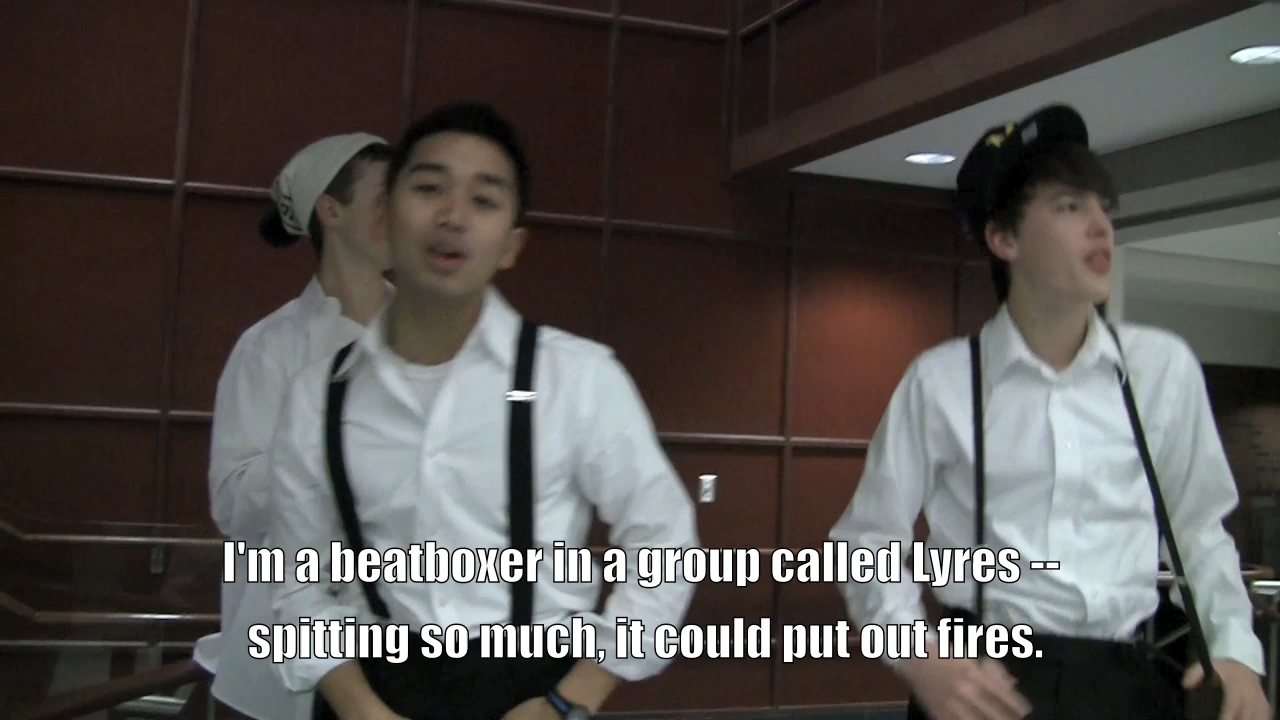 I'm a beatboxer in a group called Lyres --
spitting so much, it could put out fires.